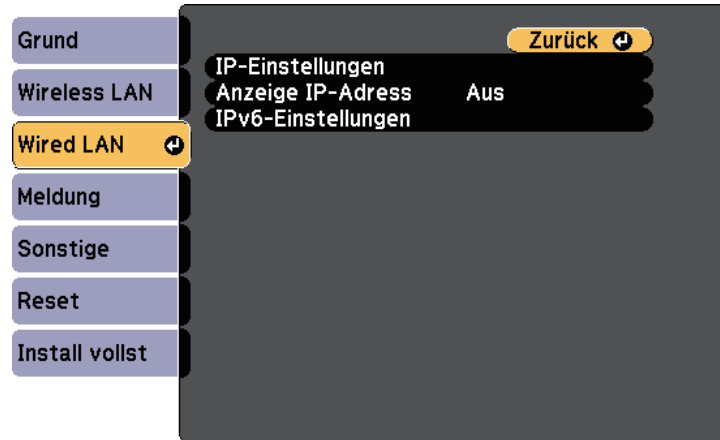 Grund
Wireless LAN
Wired LAN
Meldung
Sonstige
Reset
Install vollst
Zurück
IP-Einstellungen
Anzeige IP-Adress Aus
IPv6-Einstellungen